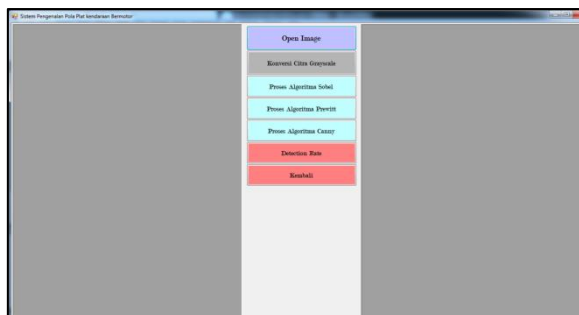 Sistem Pengenalan Pola Plat kendaraan Bermotor
Open Image
Konversi Citra Grayscale
Proses Algoritma Sobel
Proses Algoritma Prewitt
Proses Algoritma Canny
Detection Rate
Kembali